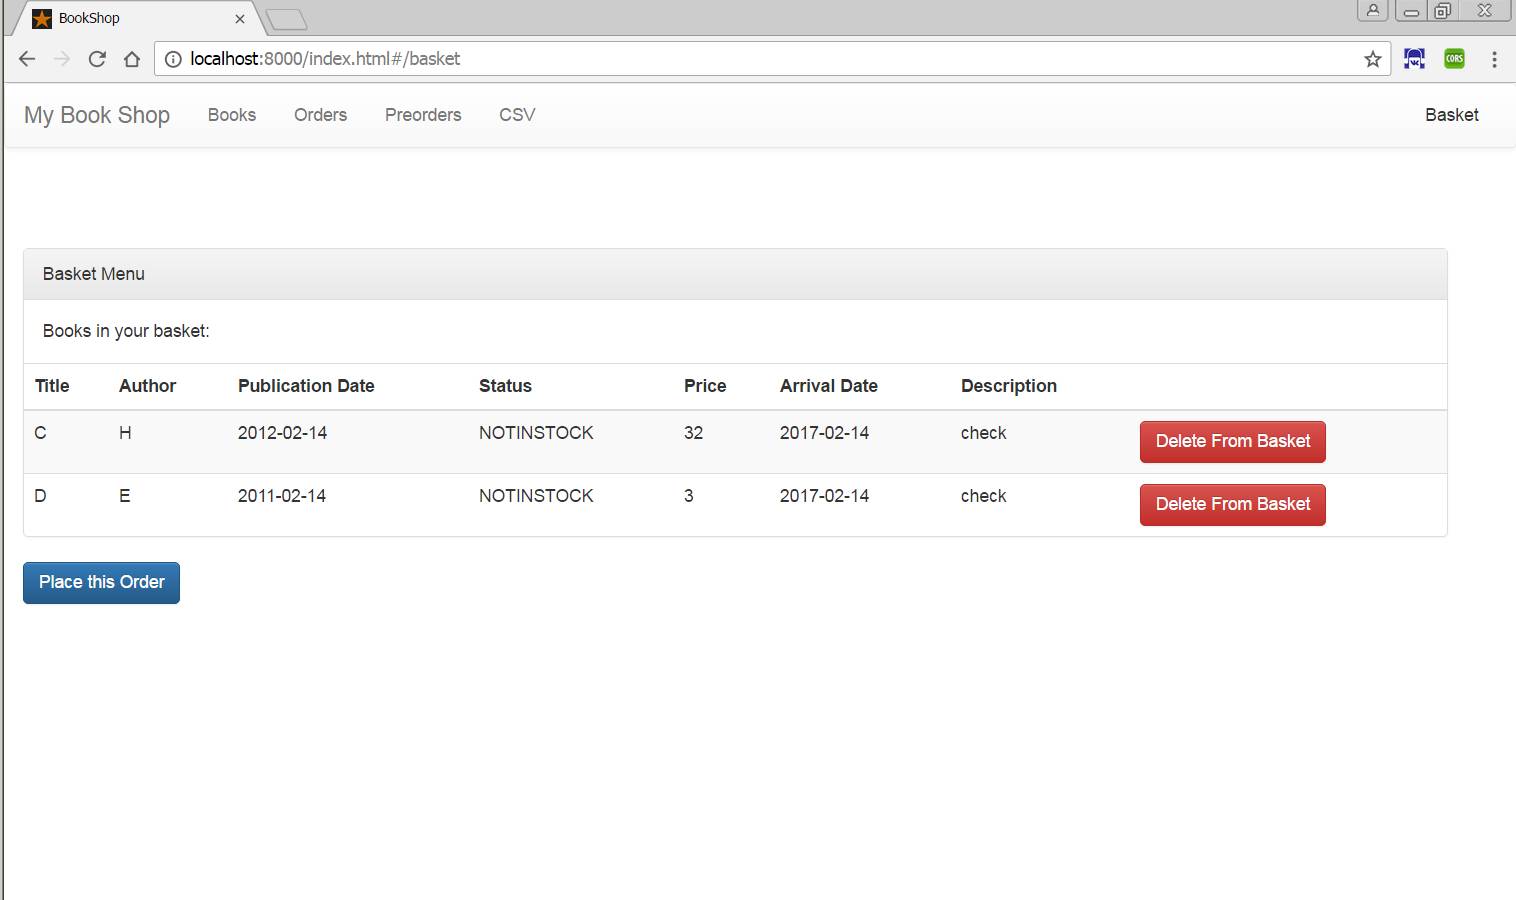 BookShop
localhost:8000/index.html#/basket
CORS
My Book Shop Books Orders Preorders CSV Basket
Basket Menu
Books in your basket:
Title Author Publication Date Status Price Arrival Date Description
C H 2012-02-14 NOTINSTOCK 32 2017-02-14 check Delete From Basket
D E 2011-02-14 NOTINSTOCK 3 2017-02-14 check Delete From Basket
Place this Order